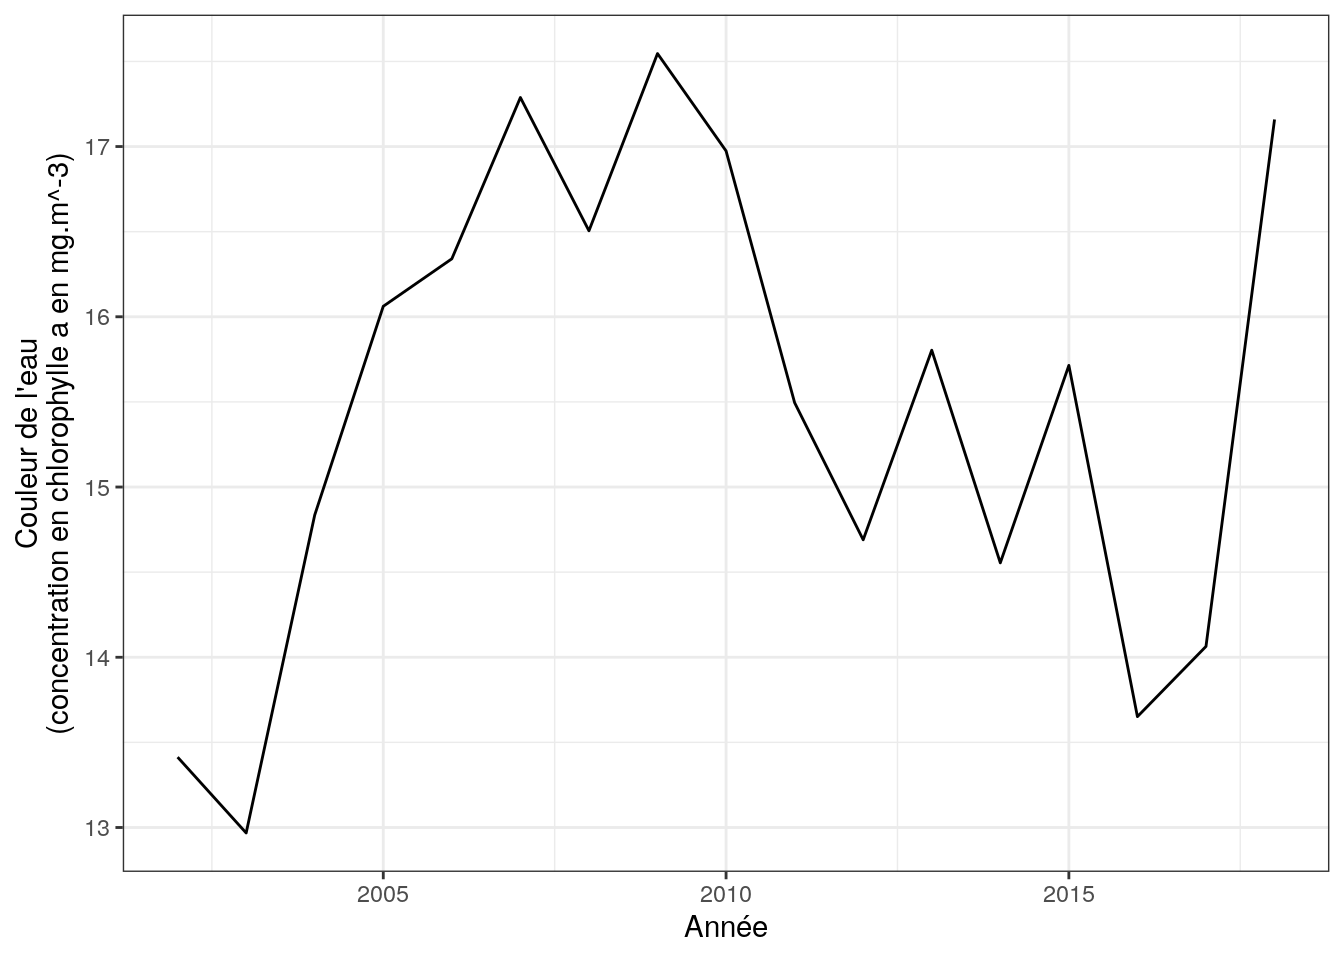 Couleur de l'eau
(concentration en chlorophylle a en mg.m^-3)
17
16
15
14
13
2005
2010
2015
Année